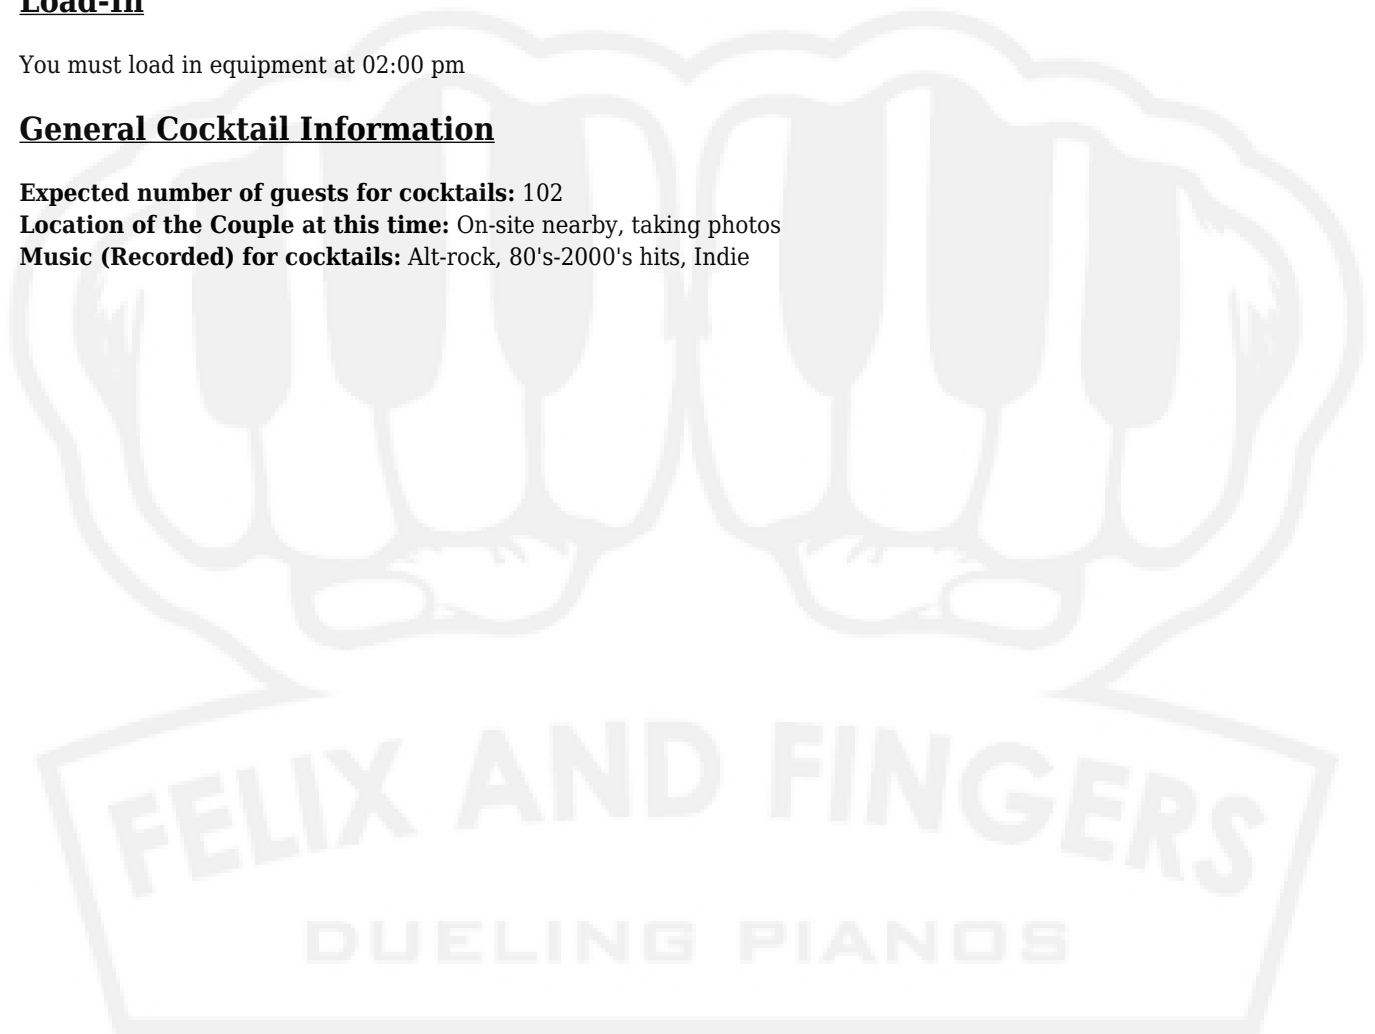 Load-In
You must load in equipment at 02:00 pm
General Cocktail Information
Expected number of guests for cocktails: 102
Location of the Couple at this time: On-site nearby, taking photos
Music (Recorded) for cocktails: Alt-rock, 80's-2000's hits, Indie
FELIX AND FINGERS
DUELING PIANOS